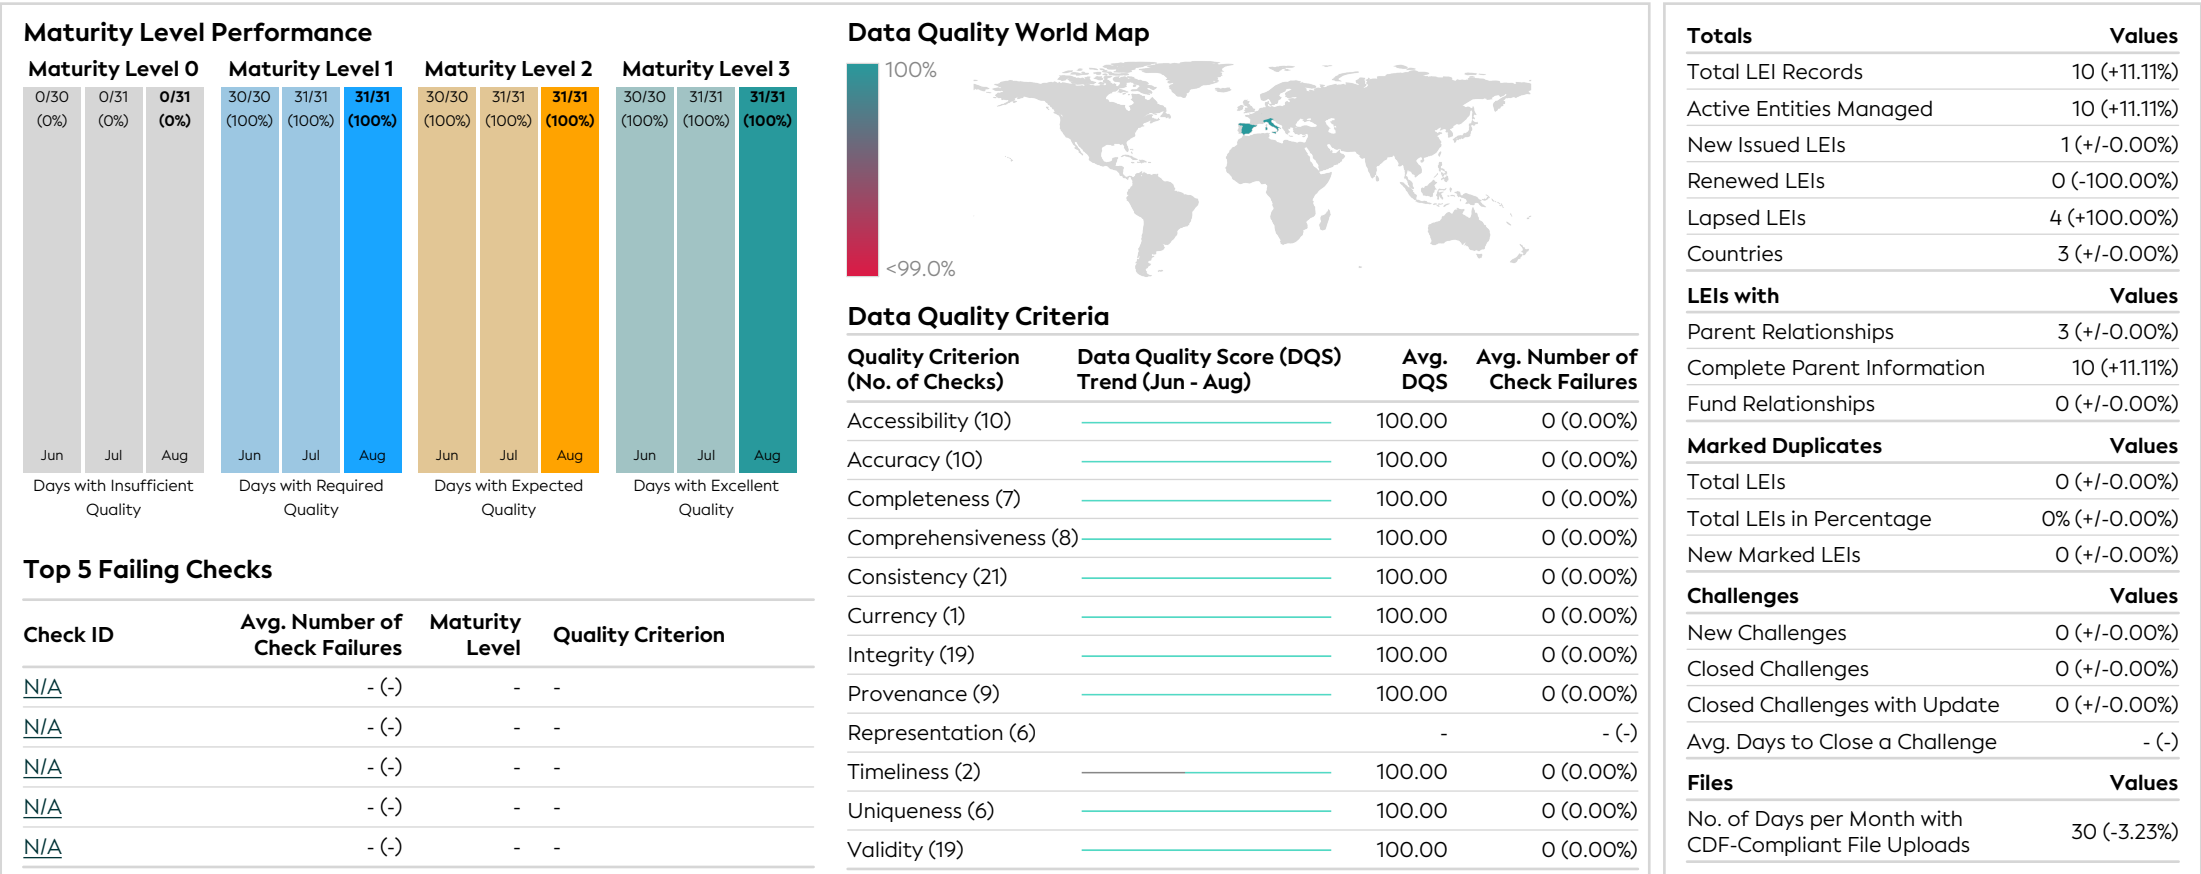 Maturity Level Performance
Maturity Level 0 Maturity Level 1 Maturity Level 2 Maturity Level 3
0/30 0/31 0/31 30/30 31/31 31/31 30/30 31/31 31/31 30/30 31/31 31/31
(0%) (0%) (0%) (100%) (100%) (100%) (100%) (100%) (100%) (100%) (100%) (100%)
Jun Jul Aug Jun Jul Aug Jun Jul Aug Jun Jul Aug
Days with Insufficient Days with Required Days with Expected Days with Excellent
Quality Quality Quality Quality
Top 5 Failing Checks
Avg. Number of Maturity
Check ID Quality Criterion
Check Failures Level
N/A - (-) - -
N/A - (-) - -
N/A - (-) - -
N/A - (-) - -
N/A - (-) - -
Data Quality World Map
100%
<99.0%
Data Quality Criteria
Quality Criterion Data Quality Score (DQS) Avg. Avg. Number of
(No. of Checks) Trend (Jun - Aug) DQS Check Failures
Accessibility (10) 100.00 0 (0.00%)
Accuracy (10) 100.00 0 (0.00%)
Completeness (7) 100.00 0 (0.00%)
Comprehensiveness (8) 100.00 0 (0.00%)
Consistency (21) 100.00 0 (0.00%)
Currency (1) 100.00 0 (0.00%)
Integrity (19) 100.00 0 (0.00%)
Provenance (9) 100.00 0 (0.00%)
Representation (6) - - (-)
Timeliness (2) 100.00 0 (0.00%)
Uniqueness (6) 100.00 0 (0.00%)
Validity (19) 100.00 0 (0.00%)
Totals Values
Total LEI Records 10 (+11.11%)
Active Entities Managed 10 (+11.11%)
New Issued LEIs 1 (+/-0.00%)
Renewed LEIs 0 (-100.00%)
Lapsed LEIs 4 (+100.00%)
Countries 3 (+/-0.00%)
LEIs with Values
Parent Relationships 3 (+/-0.00%)
Complete Parent Information 10 (+11.11%)
Fund Relationships 0 (+/-0.00%)
Marked Duplicates Values
Total LEIs 0 (+/-0.00%)
Total LEIs in Percentage 0% (+/-0.00%)
New Marked LEIs 0 (+/-0.00%)
Challenges Values
New Challenges 0 (+/-0.00%)
Closed Challenges 0 (+/-0.00%)
Closed Challenges with Update 0 (+/-0.00%)
Avg. Days to Close a Challenge - (-)
Files Values
No. of Days per Month with
CDF-Compliant File Uploads 30 (-3.23%)